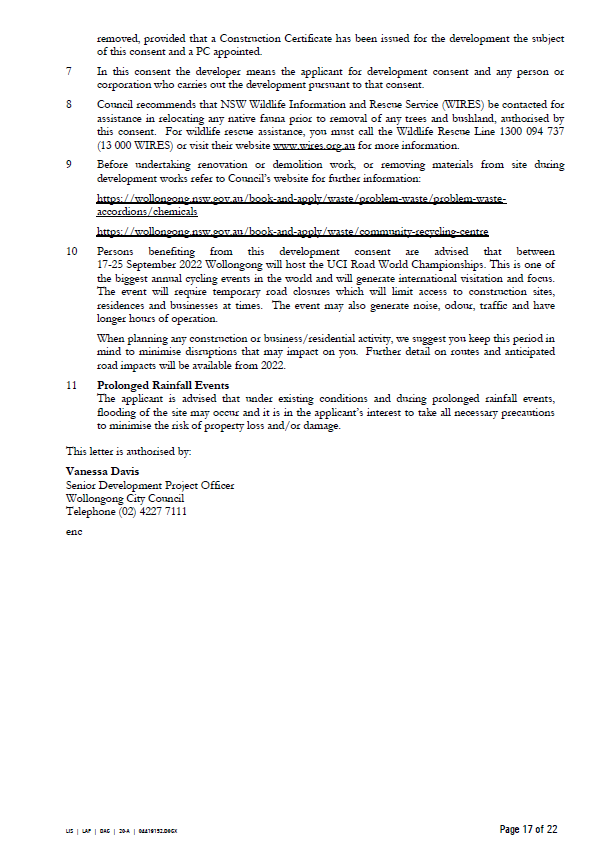 removed, provided that a Construction Certificate has been issued for the development the subject
of this consent and a PC appointed.
7 In this consent the developer means the applicant for development consent and any person or
corporation who carries out the development pursuant to that consent.
8 Council recommends that NSW Wildlife Information and Rescue Service (WIRES) be contacted for
assistance in relocating any native fauna prior to removal of any trees and bushland, authorised by
this consent. For wildlife rescue assistance, you must call the Wildlife Rescue Line 1300 094 737
(13 000 WIRES) or visit their website www.wires.org.au for more information.
9 Before undertaking renovation or demolition work, or removing materials from site during
development works refer to Council's website for further information:
https://wollongong.nsw.gov.au/book-and-apply/waste/problem-waste/problem-waste-
accordions/chemicals
https://wollongong.nsw.gov.au/book-and-apply/waste/community-recycling-centre
10 Persons benefiting from this development consent are advised that between
17-25 September 2022 Wollongong will host the UCI Road World Championships. This is one of
the biggest annual cycling events in the world and will generate international visitation and focus.
The event will require temporary road closures which will limit access to construction sites,
residences and businesses at times. The event may also generate noise, odour, traffic and have
longer hours of operation.
When planning any construction or business/residential activity, we suggest you keep this period in
mind to minimise disruptions that may impact on you. Further detail on routes and anticipated
road impacts will be available from 2022.
11 Prolonged Rainfall Events
The applicant is advised that under existing conditions and during prolonged rainfall events,
flooding of the site may occur and it is in the applicant's interest to take all necessary precautions
to minimise the risk of property loss and/or damage.
This letter is authorised by:
Vanessa Davis
Senior Development Project Officer
Wollongong City Council
Telephone (02) 4227 7111
enc
LIS | LAP | DAG | 20-A | 04419152.DOCX
Page 17 of 22